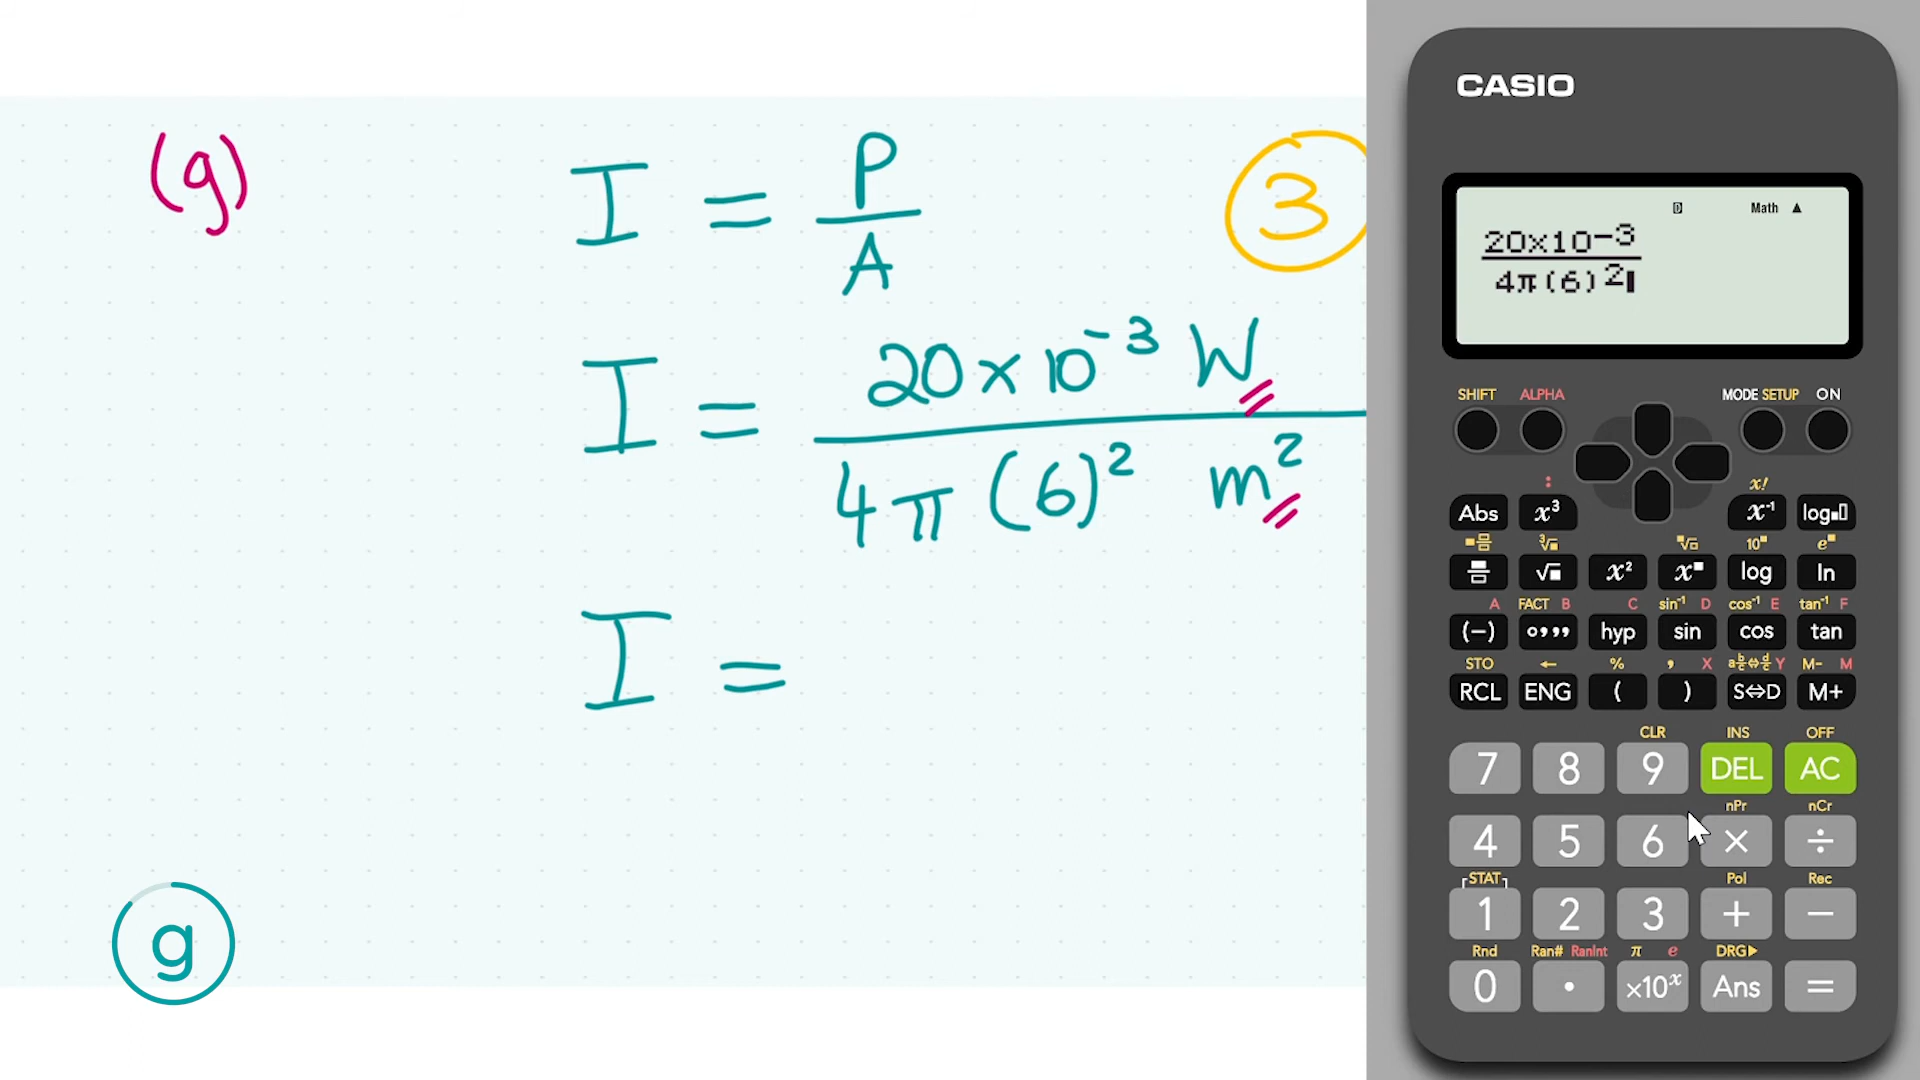 (g)
I = P/A
3
I = 20×10⁻³ W / 4π(6)² m²
I =
g
CASIO
D Math ▲
20×10⁻³
4π(6)²
SHIFT ALPHA MODE SETUP ON
: x!
Abs x³ x⁻¹ log■□
■■/□ ³√■ ■√□ 10■ e■
■/□ √■ x² x■ log ln
A FACT B C sin⁻¹ D cos⁻¹ E tan⁻¹ F
(−) °,,, hyp sin cos tan
STO ← % , X a b/c⇔d/c Y M− M
RCL ENG ( ) S⇔D M+
CLR INS OFF
7 8 9 DEL AC
nPr nCr
4 5 6 × ÷
STAT Pol Rec
1 2 3 + −
Rnd Ran# RanInt π e DRG▶
0 • ×10ˣ Ans =